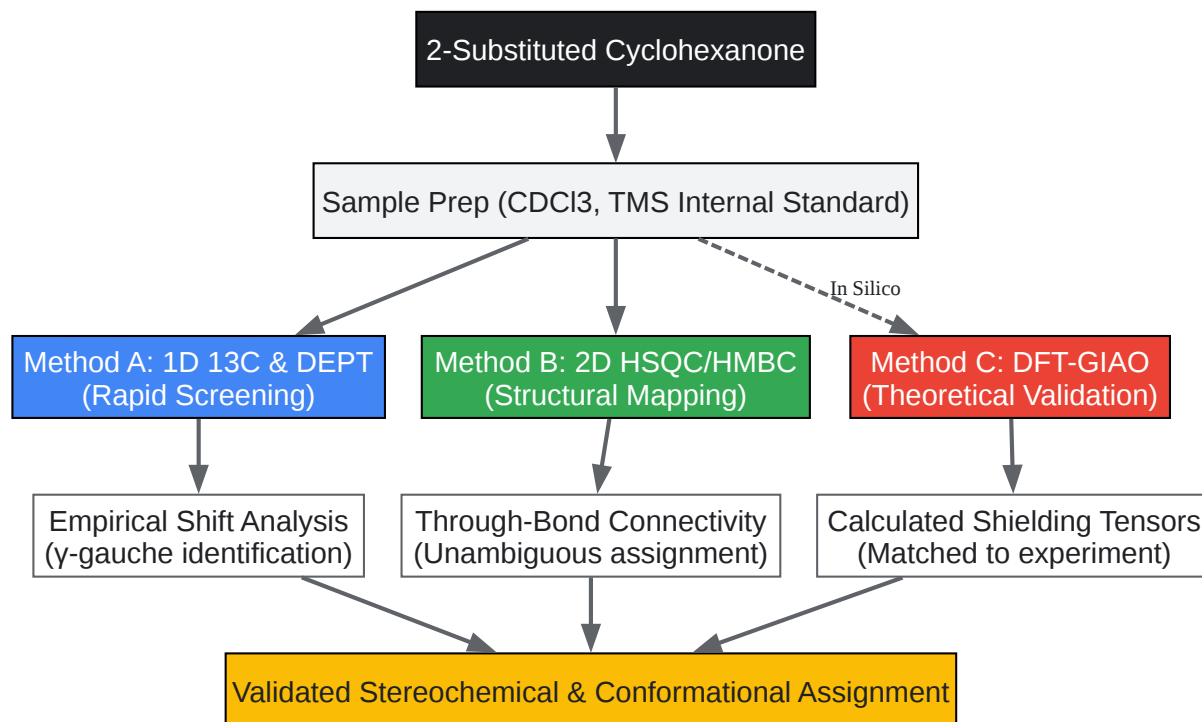 2-Substituted Cyclohexanone
Sample Prep (CDCl3, TMS Internal Standard)
In Silico
Method A: 1D 13C & DEPT
(Rapid Screening)
Method B: 2D HSQC/HMBC
(Structural Mapping)
Method C: DFT-GIAO
(Theoretical Validation)
Empirical Shift Analysis
(γ-gauche identification)
Through-Bond Connectivity
(Unambiguous assignment)
Calculated Shielding Tensors
(Matched to experiment)
Validated Stereochemical & Conformational Assignment